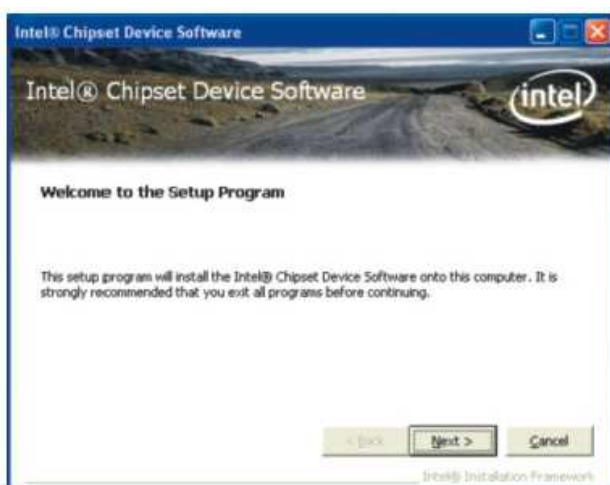 Intel® Chipset Device Software
Intel® Chipset Device Software
intel
Welcome to the Setup Program
This setup program will install the Intel® Chipset Device Software onto this computer. It is
strongly recommended that you exit all programs before continuing.
< Back
Next >
Cancel
Intel® Installation Framework